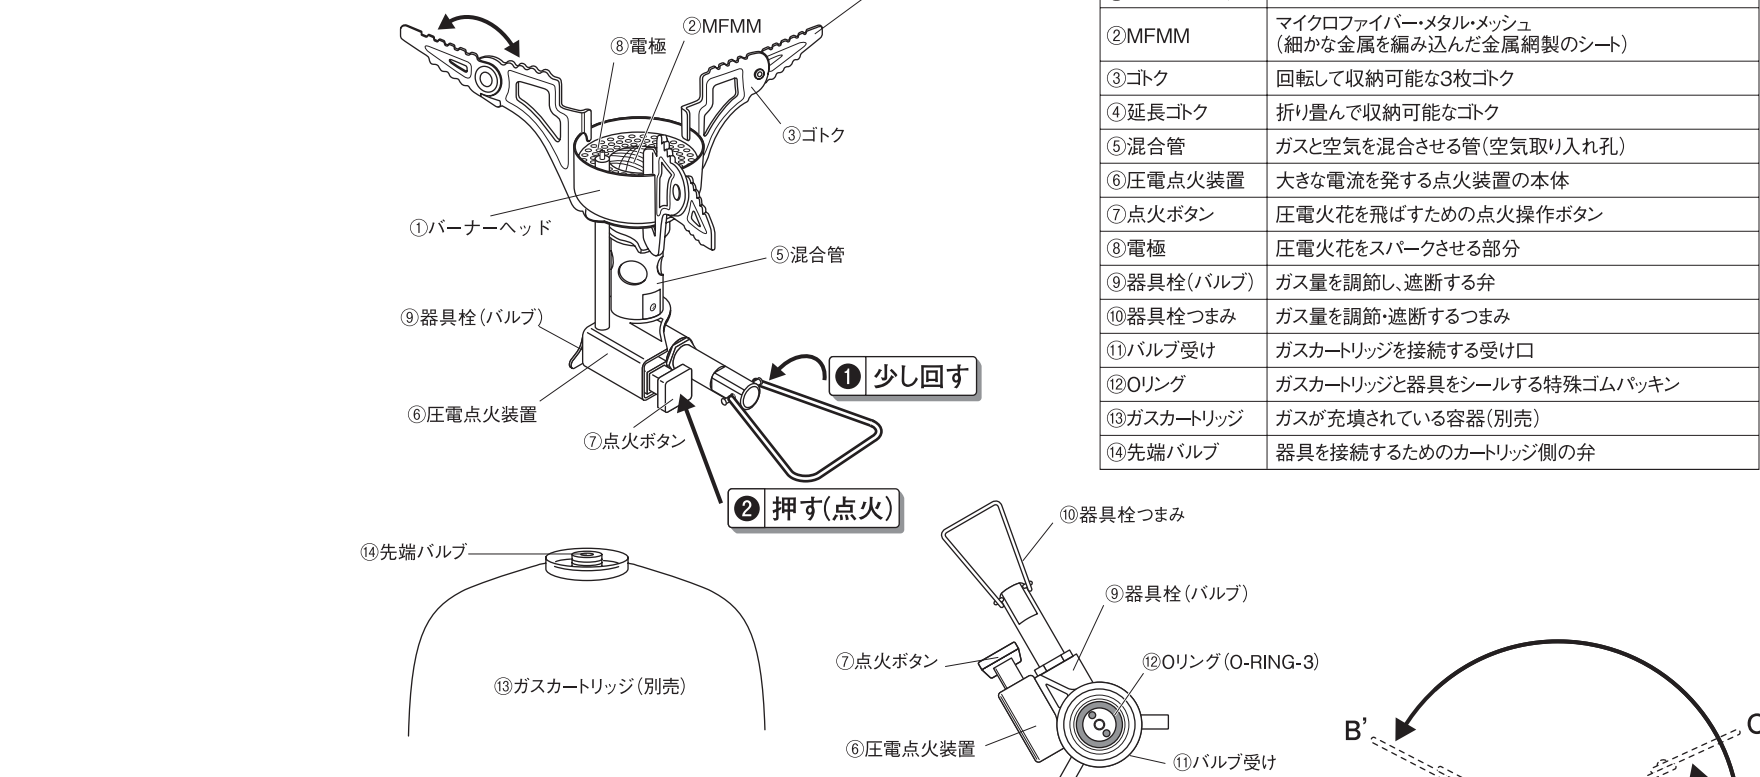 ②MFMM
⑧電極
③ゴトク
①バーナーヘッド
⑤混合管
⑨器具栓(バルブ)
❶ 少し回す
⑥圧電点火装置
⑦点火ボタン
❷ 押す(点火)
⑭先端バルブ
⑬ガスカートリッジ(別売)
②MFMM マイクロファイバー・メタル・メッシュ
(細かな金属を編み込んだ金属網製のシート)
③ゴトク 回転して収納可能な3枚ゴトク
④延長ゴトク 折り畳んで収納可能なゴトク
⑤混合管 ガスと空気を混合させる管(空気取り入れ孔)
⑥圧電点火装置 大きな電流を発する点火装置の本体
⑦点火ボタン 圧電火花を飛ばすための点火操作ボタン
⑧電極 圧電火花をスパークさせる部分
⑨器具栓(バルブ) ガス量を調節し、遮断する弁
⑩器具栓つまみ ガス量を調節・遮断するつまみ
⑪バルブ受け ガスカートリッジを接続する受け口
⑫Oリング ガスカートリッジと器具をシールする特殊ゴムパッキン
⑬ガスカートリッジ ガスが充填されている容器(別売)
⑭先端バルブ 器具を接続するためのカートリッジ側の弁
⑩器具栓つまみ
⑨器具栓(バルブ)
⑦点火ボタン
⑫Oリング(O-RING-3)
⑥圧電点火装置
⑪バルブ受け
B’